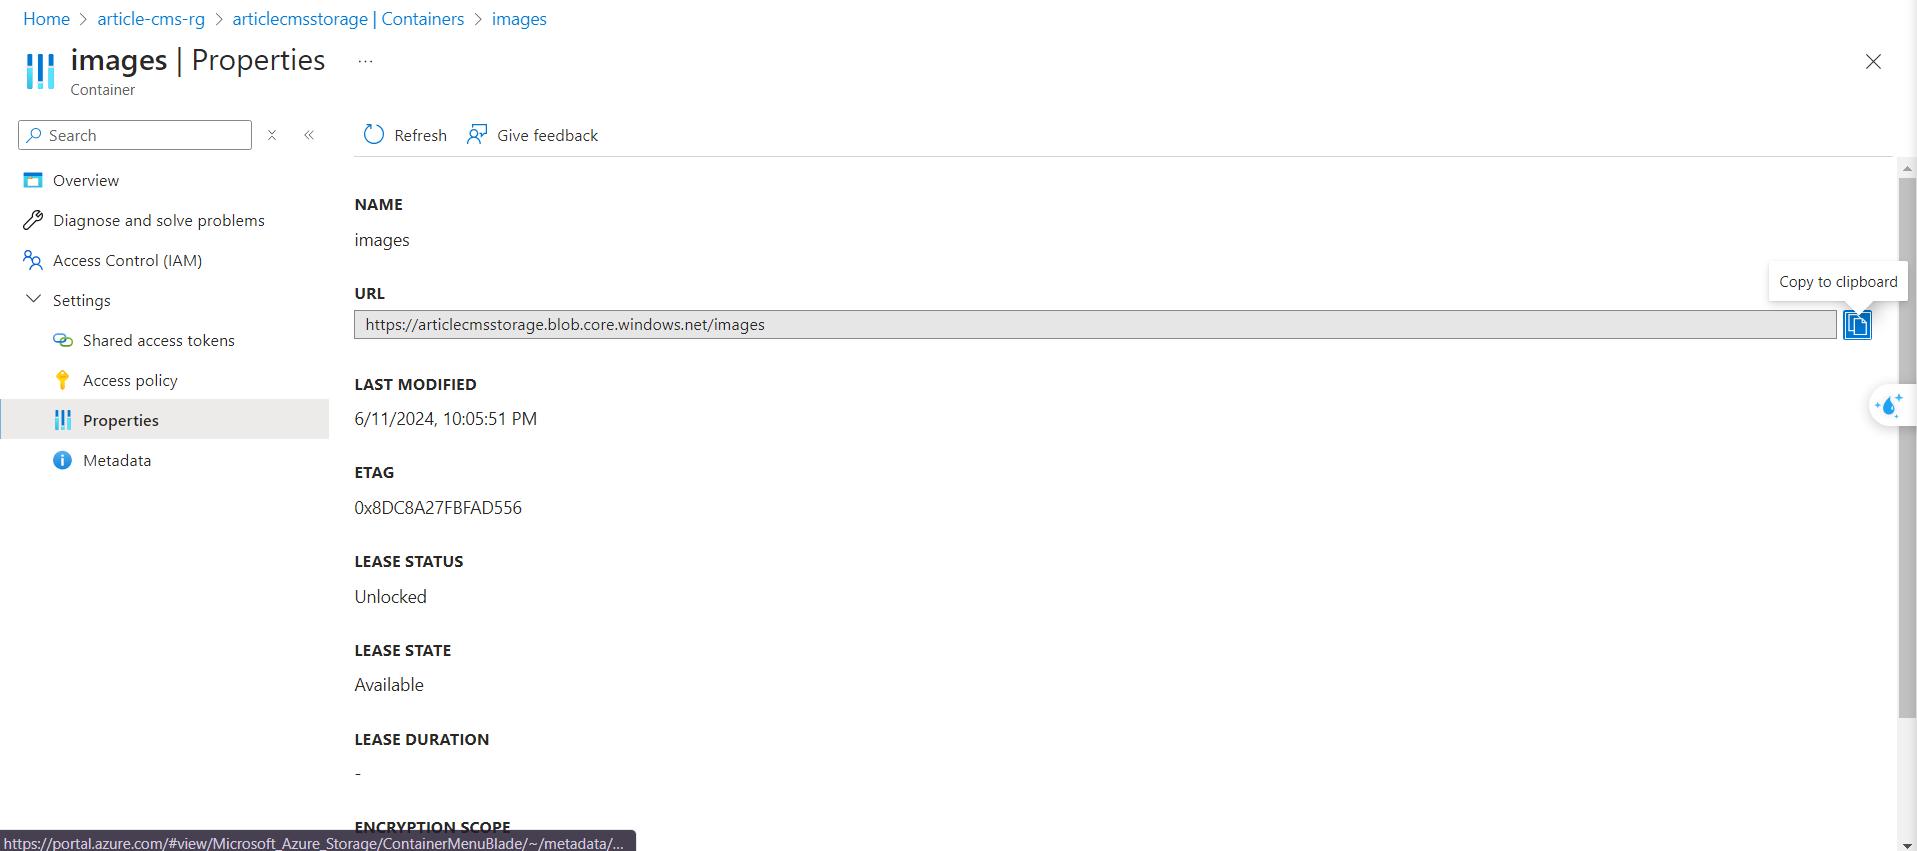 Home > article-cms-rg > articlecmsstorage | Containers > images
images | Properties ...
Container
Search
Refresh
Give feedback
Overview
Diagnose and solve problems
Access Control (IAM)
Settings
Shared access tokens
Access policy
Properties
Metadata
NAME
images
Copy to clipboard
URL
https://articlecmsstorage.blob.core.windows.net/images
LAST MODIFIED
6/11/2024, 10:05:51 PM
ETAG
0x8DC8A27FBFAD556
LEASE STATUS
Unlocked
LEASE STATE
Available
LEASE DURATION
-
ENCRYPTION SCOPE
https://portal.azure.com/#view/Microsoft_Azure_Storage/ContainerMenuBlade/~/metadata/...